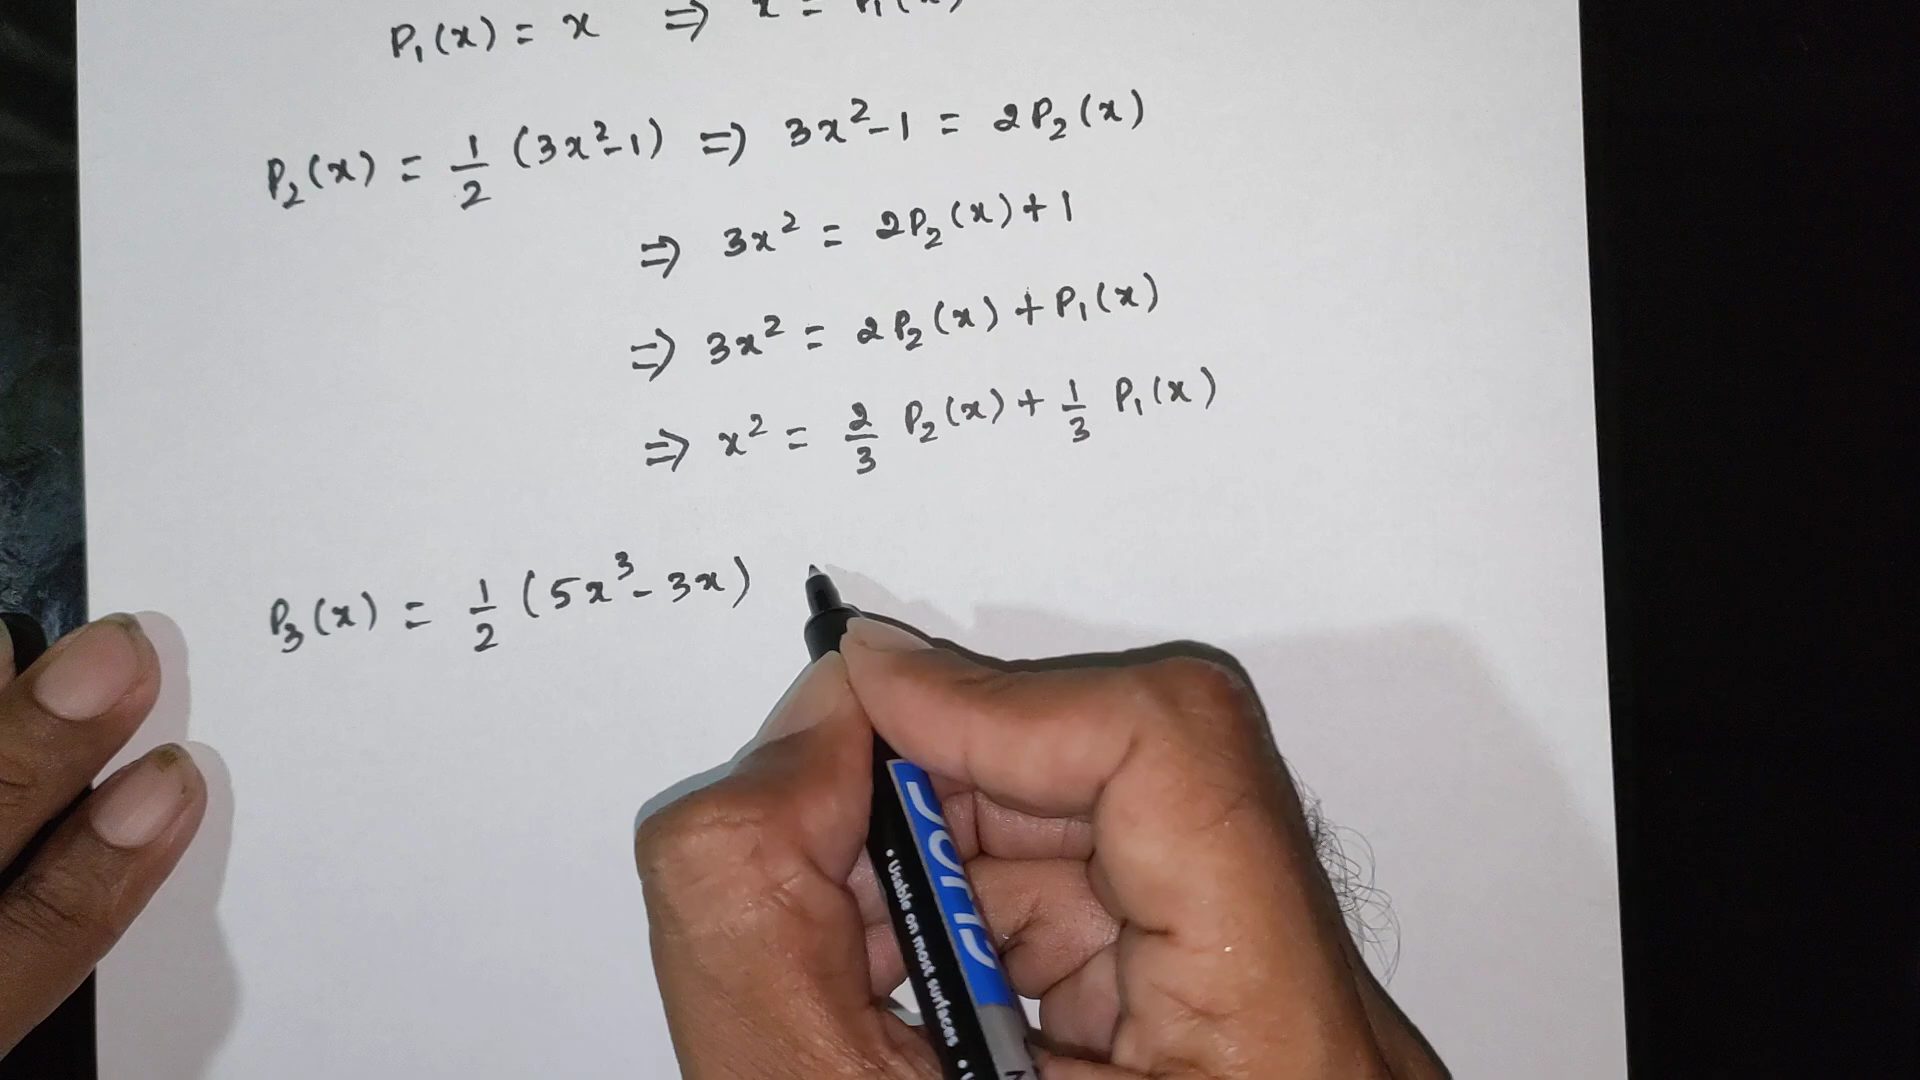 P₁(x) = x ⇒ x = P₁(x)
P₂(x) = 1/2 (3x²-1) ⇒ 3x²-1 = 2P₂(x)
⇒ 3x² = 2P₂(x)+1
⇒ 3x² = 2P₂(x)+P₁(x)
⇒ x² = 2/3 P₂(x)+ 1/3 P₁(x)
P₃(x) = 1/2 (5x³-3x)
• Usable on most surfaces •